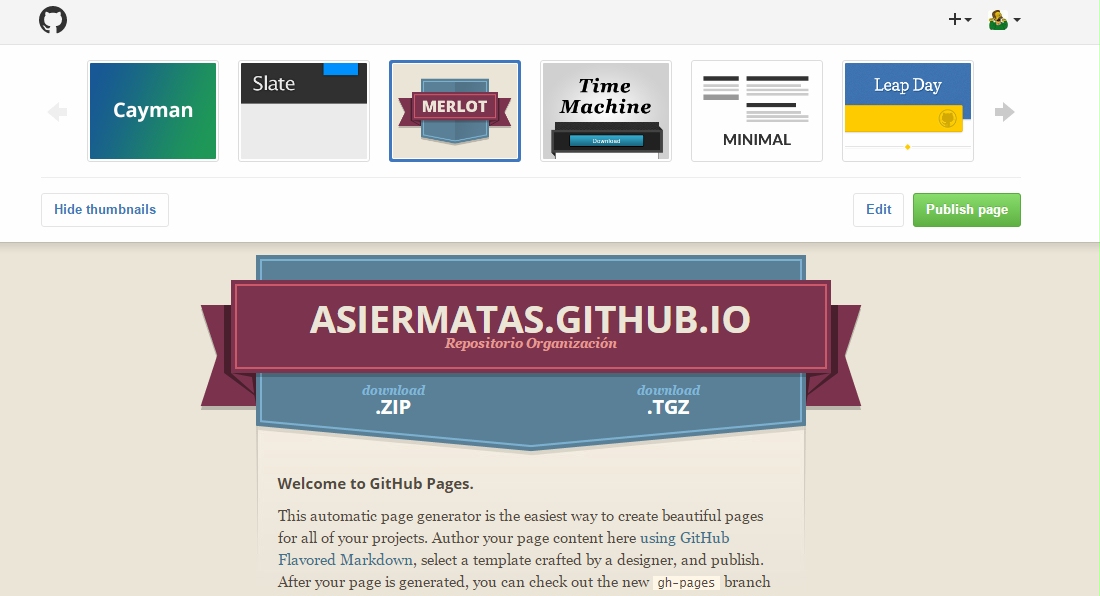 Cayman
Slate
MERLOT
Time
Machine
Download
MINIMAL
Leap Day
Hide thumbnails
Edit
Publish page
ASIERMATAS.GITHUB.IO
Repositorio Organización
download
.ZIP
download
.TGZ
Welcome to GitHub Pages.
This automatic page generator is the easiest way to create beautiful pages
for all of your projects. Author your page content here using GitHub
Flavored Markdown, select a template crafted by a designer, and publish.
After your page is generated, you can check out the new gh-pages branch